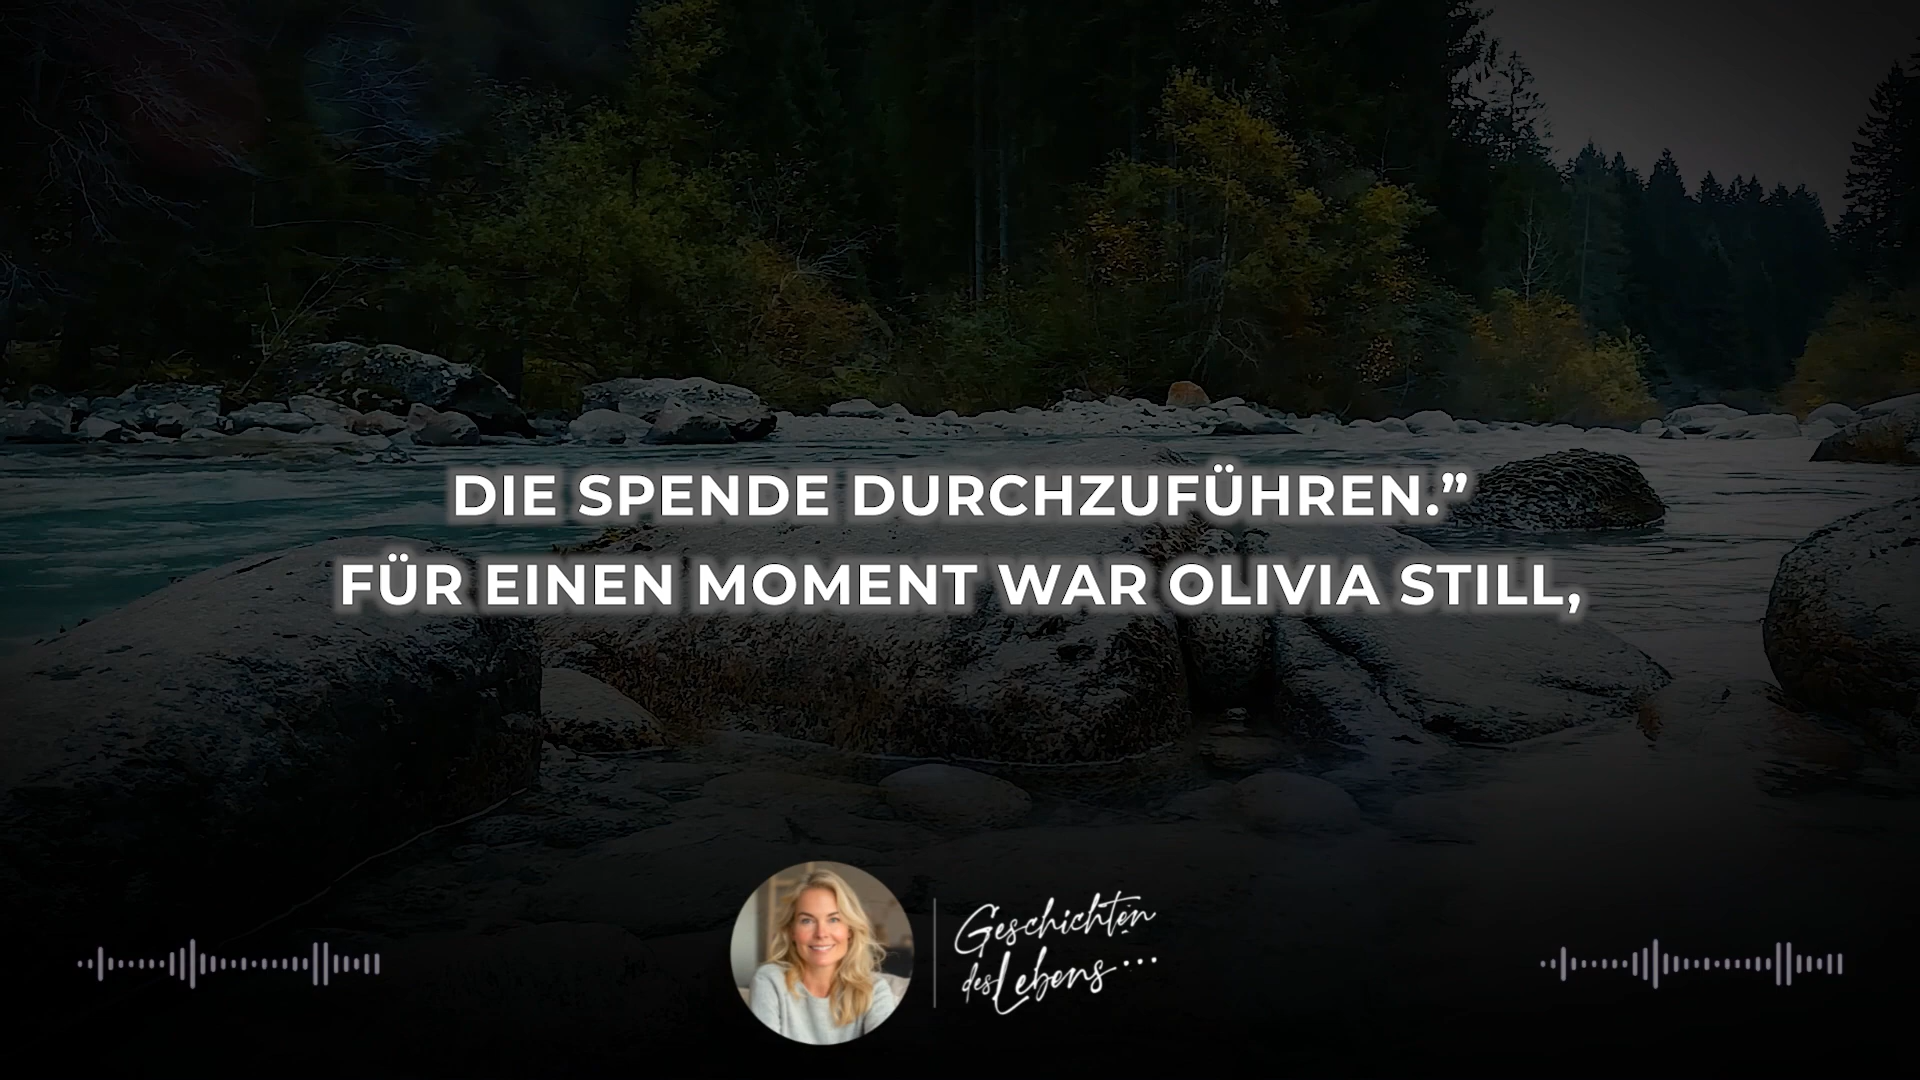 DIE SPENDE DURCHZUFÜHREN.”
FÜR EINEN MOMENT WAR OLIVIA STILL,
Geschichten
des Lebens...